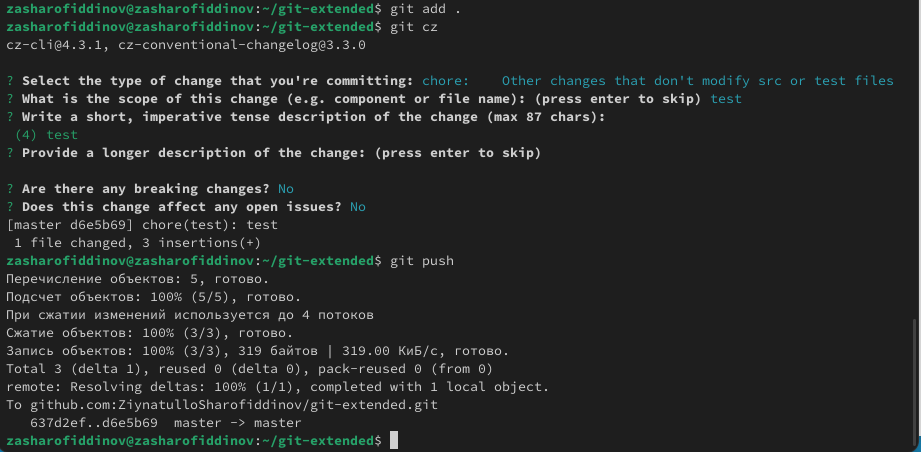 zasharofiddinov@zasharofiddinov:~/git-extended$ git add .
zasharofiddinov@zasharofiddinov:~/git-extended$ git cz
cz-cli@4.3.1, cz-conventional-changelog@3.3.0
? Select the type of change that you're committing: chore:    Other changes that don't modify src or test files
? What is the scope of this change (e.g. component or file name): (press enter to skip) test
? Write a short, imperative tense description of the change (max 87 chars):
 (4) test
? Provide a longer description of the change: (press enter to skip)
? Are there any breaking changes? No
? Does this change affect any open issues? No
[master d6e5b69] chore(test): test
 1 file changed, 3 insertions(+)
zasharofiddinov@zasharofiddinov:~/git-extended$ git push
Перечисление объектов: 5, готово.
Подсчет объектов: 100% (5/5), готово.
При сжатии изменений используется до 4 потоков
Сжатие объектов: 100% (3/3), готово.
Запись объектов: 100% (3/3), 319 байтов | 319.00 КиБ/с, готово.
Total 3 (delta 1), reused 0 (delta 0), pack-reused 0 (from 0)
remote: Resolving deltas: 100% (1/1), completed with 1 local object.
To github.com:ZiynatulloSharofiddinov/git-extended.git
   637d2ef..d6e5b69  master -> master
zasharofiddinov@zasharofiddinov:~/git-extended$